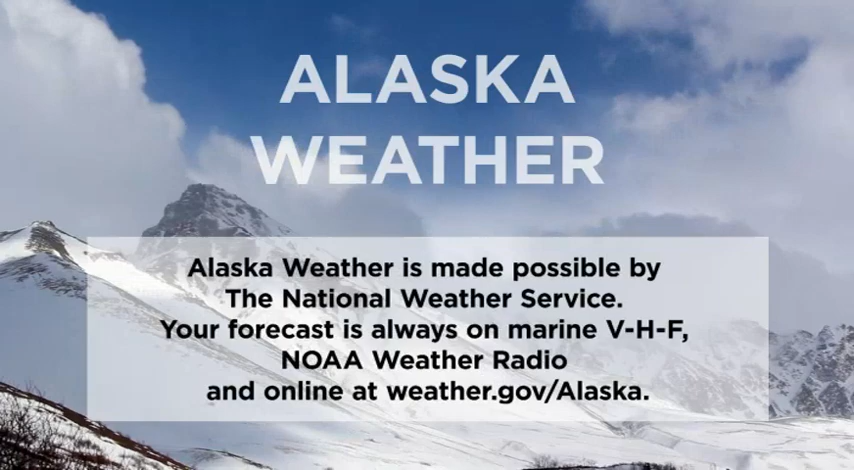 ALASKA
WEATHER
Alaska Weather is made possible by
The National Weather Service.
Your forecast is always on marine V-H-F,
NOAA Weather Radio
and online at weather.gov/Alaska.